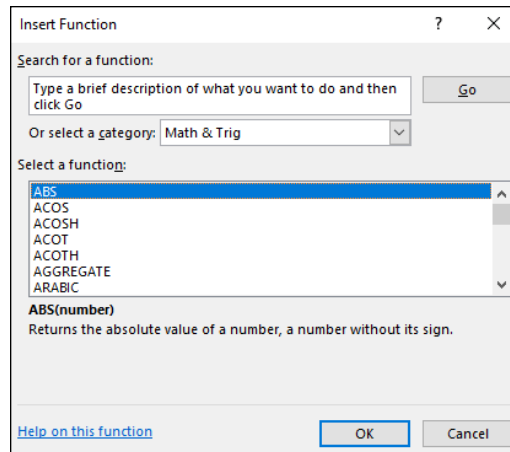 Insert Function ? ×
Search for a function:
Type a brief description of what you want to do and then
click Go
Go
Or select a category: Math & Trig
Select a function:
ABS
ACOS
ACOSH
ACOT
ACOTH
AGGREGATE
ARABIC
ABS(number)
Returns the absolute value of a number, a number without its sign.
Help on this function
OK Cancel